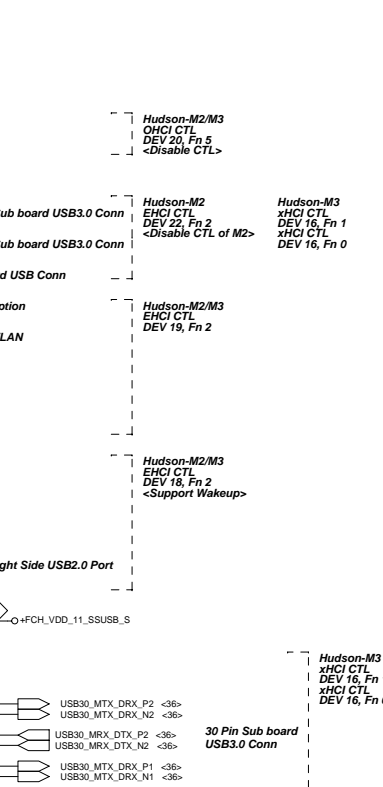 Hudson-M2/M3
OHCI CTL
DEV 20, Fn 5
<Disable CTL>
Sub board USB3.0 Conn
Sub board USB3.0 Conn
USB Conn
Hudson-M2
EHCI CTL
DEV 22, Fn 2
<Disable CTL of M2>
Hudson-M3
xHCI CTL
DEV 16, Fn 1
xHCI CTL
DEV 16, Fn 0
Hudson-M2/M3
EHCI CTL
DEV 19, Fn 2
Hudson-M2/M3
EHCI CTL
DEV 18, Fn 2
<Support Wakeup>
ght Side USB2.0 Port
+FCH_VDD_11_SSUSB_S
Hudson-M3
xHCI CTL
DEV 16, Fn
xHCI CTL
DEV 16, Fn
USB30_MTX_DRX_P2 <36>
USB30_MTX_DRX_N2 <36>
USB30_MRX_DTX_P2 <36>
USB30_MRX_DTX_N2 <36>
30 Pin Sub board
USB3.0 Conn
USB30_MTX_DRX_P1 <36>
USB30_MTX_DRX_N1 <36>